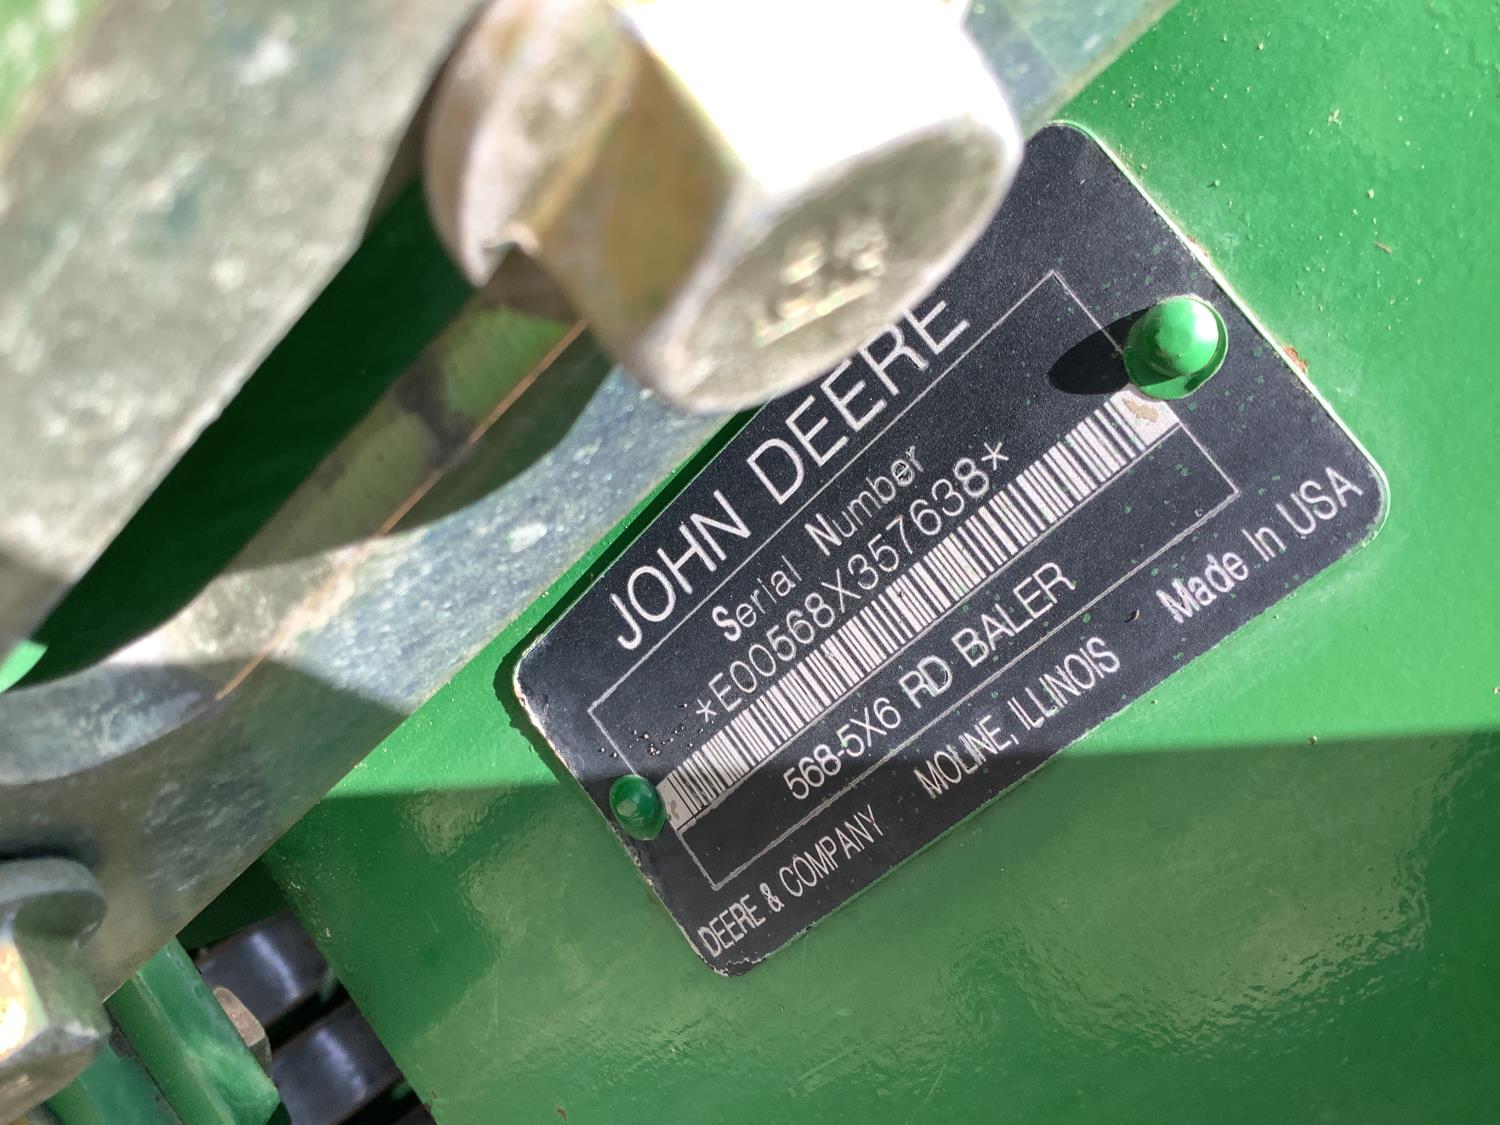 JOHN DEERE
Serial Number
*E00568X357638*
568-5X6 RD BALER
DEERE & COMPANY MOLINE, ILLINOIS Made In USA